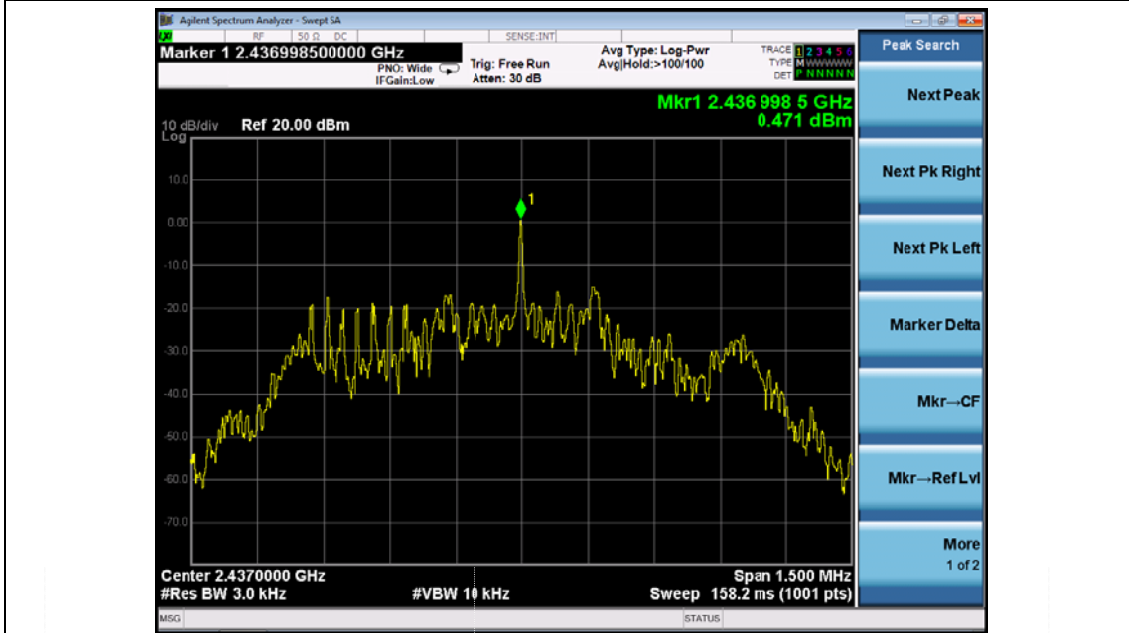 Agilent Spectrum Analyzer - Swept SA
RF 50 Ω DC SENSE:INT
Marker 1 2.436998500000 GHz
PNO: Wide
IFGain:Low
Trig: Free Run
Atten: 30 dB
Avg Type: Log-Pwr
Avg|Hold:>100/100
TRACE 1 2 3 4 5 6
TYPE M WWWWW
DET P N N N N N
Mkr1 2.436 998 5 GHz
0.471 dBm
10 dB/div Ref 20.00 dBm
Log
10.0
0.00
-10.0
-20.0
-30.0
-40.0
-50.0
-60.0
-70.0
1
Center 2.4370000 GHz
Span 1.500 MHz
#Res BW 3.0 kHz
#VBW 10 kHz
Sweep 158.2 ms (1001 pts)
MSG
STATUS
Peak Search
Next Peak
Next Pk Right
Next Pk Left
Marker Delta
Mkr→CF
Mkr→Ref Lvl
More
1 of 2